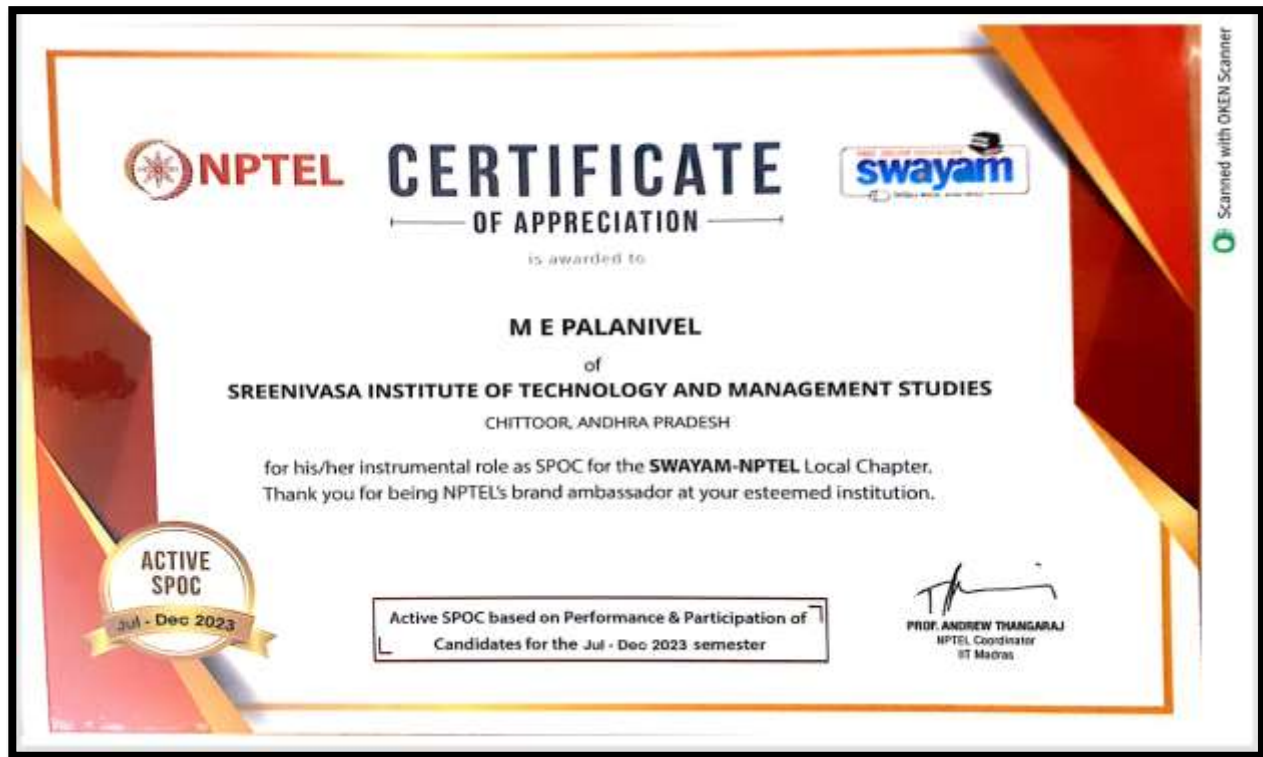 NPTEL
CERTIFICATE
OF APPRECIATION
is awarded to
swayam
M E PALANIVEL
of
SREENIVASA INSTITUTE OF TECHNOLOGY AND MANAGEMENT STUDIES
CHITTOOR, ANDHRA PRADESH
for his/her instrumental role as SPOC for the SWAYAM-NPTEL Local Chapter.
Thank you for being NPTEL's brand ambassador at your esteemed institution.
ACTIVE
SPOC
Jul - Dec 2023
Active SPOC based on Performance & Participation of
Candidates for the Jul - Dec 2023 semester
PROF. ANDREW THANGARAJ
NPTEL Coordinator
IIT Madras
Scanned with OKEN Scanner